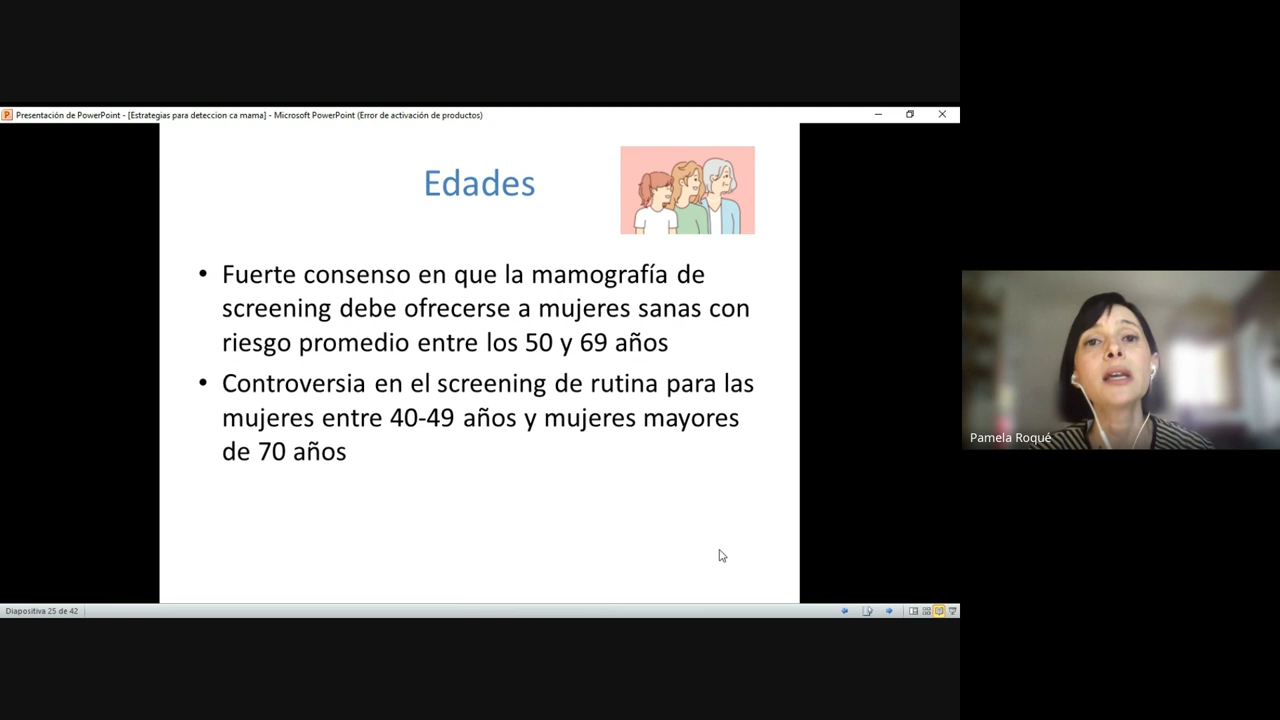 Presentación de PowerPoint - [Estrategias para deteccion ca mama] - Microsoft PowerPoint (Error de activación de productos)
Edades
• Fuerte consenso en que la mamografía de
screening debe ofrecerse a mujeres sanas con
riesgo promedio entre los 50 y 69 años
• Controversia en el screening de rutina para las
mujeres entre 40-49 años y mujeres mayores
de 70 años
Pamela Roqué
Diapositiva 25 de 42